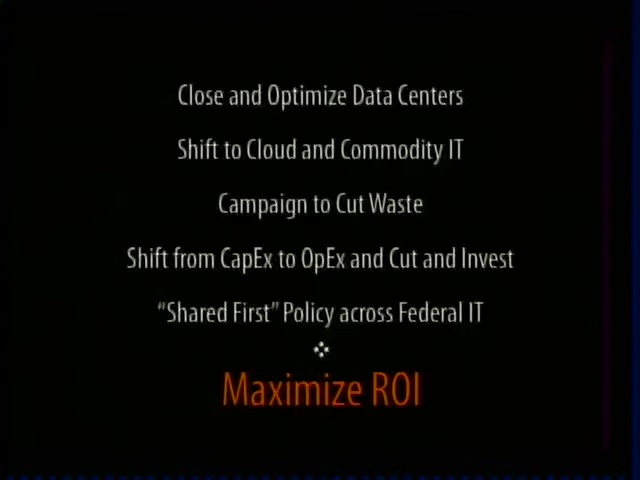 Close and Optimize Data Centers
Shift to Cloud and Commodity IT
Campaign to Cut Waste
Shift from CapEx to OpEx and Cut and Invest
“Shared First” Policy across Federal IT
Maximize ROI